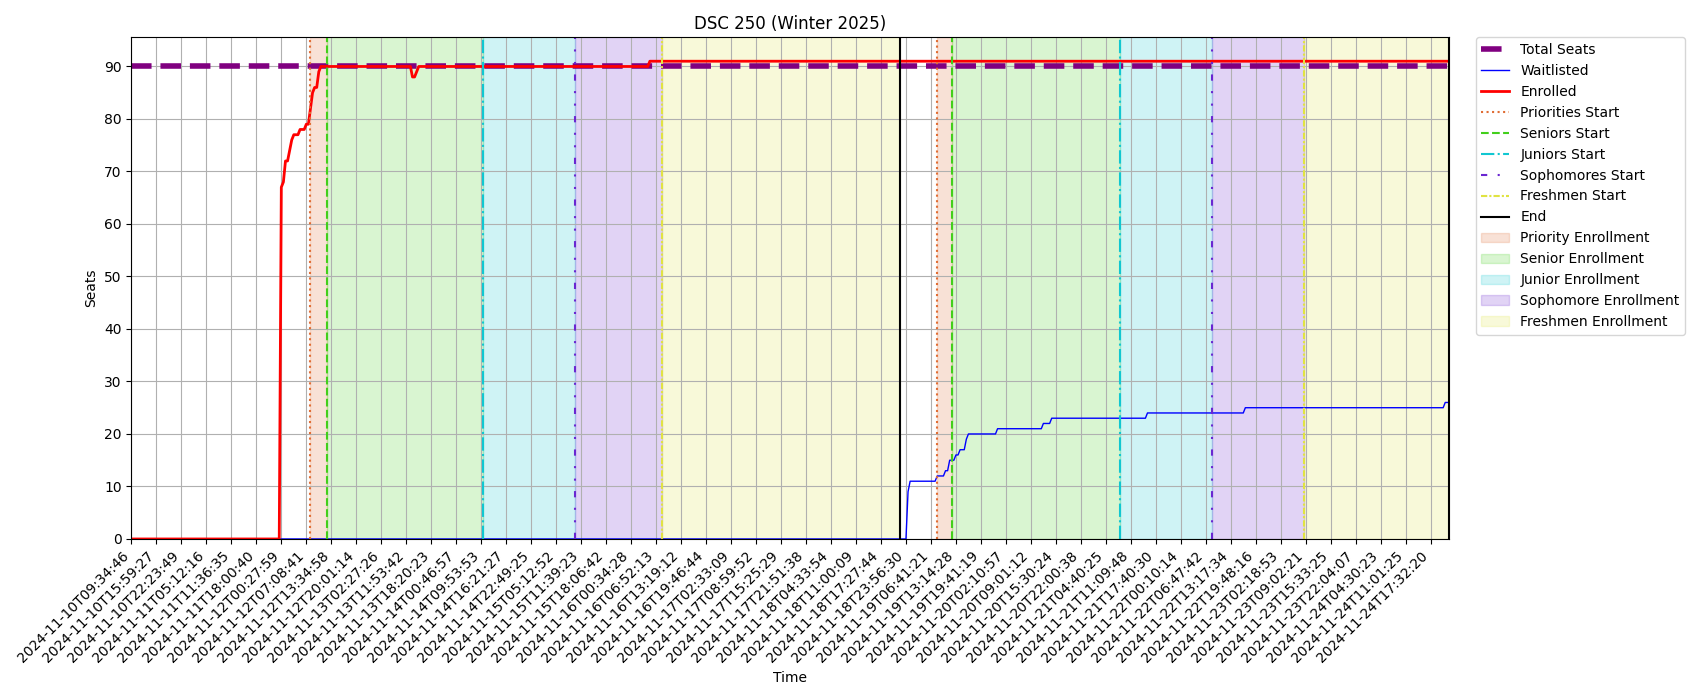 DSC 250 (Winter 2025)
Seats
90
80
70
60
50
40
30
20
10
0
2024-11-10T09:34:46
2024-11-10T15:59:27
2024-11-10T22:23:49
2024-11-11T05:12:16
2024-11-11T11:36:35
2024-11-11T18:00:40
2024-11-12T00:27:59
2024-11-12T07:08:41
2024-11-12T13:34:58
2024-11-12T20:01:14
2024-11-13T03:27:26
2024-11-13T11:53:42
2024-11-13T18:20:23
2024-11-14T00:46:57
2024-11-14T09:53:53
2024-11-14T16:21:27
2024-11-14T22:49:25
2024-11-15T05:12:52
2024-11-15T11:39:23
2024-11-15T18:06:42
2024-11-16T00:34:28
2024-11-16T06:52:13
2024-11-16T13:19:12
2024-11-16T19:46:44
2024-11-17T02:33:09
2024-11-17T08:59:52
2024-11-17T15:25:29
2024-11-17T21:51:38
2024-11-18T04:33:54
2024-11-18T11:00:09
2024-11-18T17:27:44
2024-11-18T23:56:30
2024-11-19T06:41:21
2024-11-19T13:14:28
2024-11-19T19:41:19
2024-11-20T02:10:57
2024-11-20T09:01:12
2024-11-20T15:30:24
2024-11-20T22:00:38
2024-11-21T04:40:25
2024-11-21T11:09:48
2024-11-21T17:40:30
2024-11-22T00:10:14
2024-11-22T06:47:42
2024-11-22T13:17:34
2024-11-22T19:48:16
2024-11-23T02:18:53
2024-11-23T09:02:21
2024-11-23T15:33:25
2024-11-23T22:04:07
2024-11-24T04:30:23
2024-11-24T11:01:25
2024-11-24T17:32:20
Time
Total Seats
Waitlisted
Enrolled
Priorities Start
Seniors Start
Juniors Start
Sophomores Start
Freshmen Start
End
Priority Enrollment
Senior Enrollment
Junior Enrollment
Sophomore Enrollment
Freshmen Enrollment